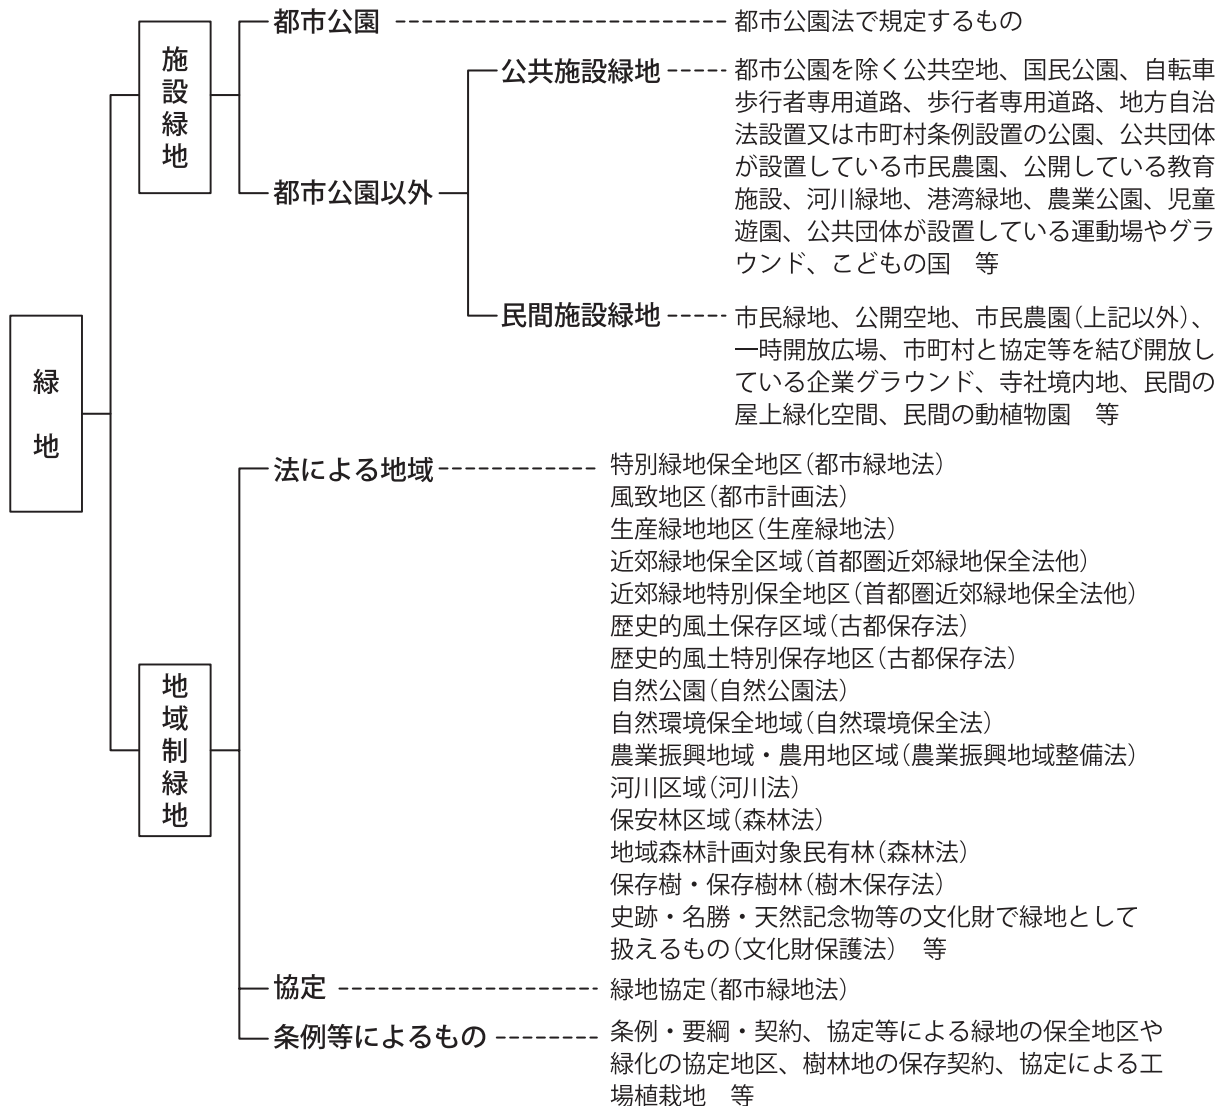 緑地
施設緑地
都市公園
都市公園法で規定するもの
都市公園以外
公共施設緑地
都市公園を除く公共空地、国民公園、自転車
歩行者専用道路、歩行者専用道路、地方自治
法設置又は市町村条例設置の公園、公共団体
が設置している市民農園、公開している教育
施設、河川緑地、港湾緑地、農業公園、児童
遊園、公共団体が設置している運動場やグラ
ウンド、こどもの国　等
民間施設緑地
市民緑地、公開空地、市民農園(上記以外)、
一時開放広場、市町村と協定等を結び開放し
ている企業グラウンド、寺社境内地、民間の
屋上緑化空間、民間の動植物園　等
地域制緑地
法による地域
特別緑地保全地区(都市緑地法)
風致地区(都市計画法)
生産緑地地区(生産緑地法)
近郊緑地保全区域(首都圏近郊緑地保全法他)
近郊緑地特別保全地区(首都圏近郊緑地保全法他)
歴史的風土保存区域(古都保存法)
歴史的風土特別保存地区(古都保存法)
自然公園(自然公園法)
自然環境保全地域(自然環境保全法)
農業振興地域・農用地区域(農業振興地域整備法)
河川区域(河川法)
保安林区域(森林法)
地域森林計画対象民有林(森林法)
保存樹・保存樹林(樹木保存法)
史跡・名勝・天然記念物等の文化財で緑地として
扱えるもの(文化財保護法)　等
協定
緑地協定(都市緑地法)
条例等によるもの
条例・要綱・契約、協定等による緑地の保全地区や
緑化の協定地区、樹林地の保存契約、協定による工
場植栽地　等